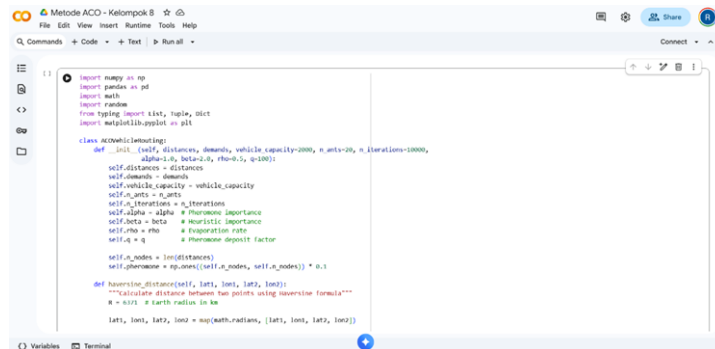 CO Metode ACO - Kelompok 8
File Edit View Insert Runtime Tools Help
Share
R
Commands + Code + Text Run all
Connect
[ ]
import numpy as np
import pandas as pd
import math
import random
from typing import List, Tuple, Dict
import matplotlib.pyplot as plt
class ACOVehicleRouting:
def __init__(self, distances, demands, vehicle_capacity=2000, n_ants=20, n_iterations=10000,
alpha=1.0, beta=2.0, rho=0.5, q=100):
self.distances = distances
self.demands = demands
self.vehicle_capacity = vehicle_capacity
self.n_ants = n_ants
self.n_iterations = n_iterations
self.alpha = alpha # Pheromone importance
self.beta = beta # Heuristic importance
self.rho = rho # Evaporation rate
self.q = q # Pheromone deposit factor
self.n_nodes = len(distances)
self.pheromone = np.ones((self.n_nodes, self.n_nodes)) * 0.1
def haversine_distance(self, lat1, lon1, lat2, lon2):
"""Calculate distance between two points using Haversine formula"""
R = 6371 # Earth radius in km
lat1, lon1, lat2, lon2 = map(math.radians, [lat1, lon1, lat2, lon2])
Variables Terminal